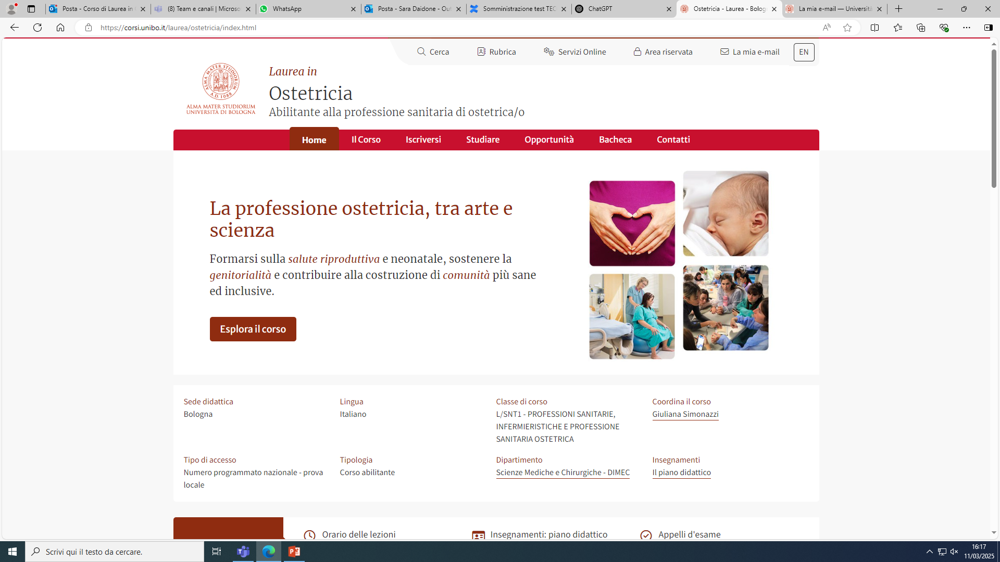 Posta - Corso di Laurea in
(8) Team e canali | Microso
WhatsApp
Posta - Sara Daidone - Out
Somministrazione test TEC
ChatGPT
Ostetricia - Laurea - Bologn
La mia e-mail — Università
https://corsi.unibo.it/laurea/ostetricia/index.html
Cerca
Rubrica
Servizi Online
Area riservata
La mia e-mail
EN
ALMA MATER STUDIORUM
A.D. 1088
ALMA MATER STUDIORUM
UNIVERSITÀ DI BOLOGNA
Laurea in
Ostetricia
Abilitante alla professione sanitaria di ostetrica/o
Home
Il Corso
Iscriversi
Studiare
Opportunità
Bacheca
Contatti
La professione ostetricia, tra arte e
scienza
Formarsi sulla salute riproduttiva e neonatale, sostenere la
genitorialità e contribuire alla costruzione di comunità più sane
ed inclusive.
Esplora il corso
Sede didattica
Bologna
Lingua
Italiano
Classe di corso
L/SNT1 - PROFESSIONI SANITARIE,
INFERMIERISTICHE E PROFESSIONE
SANITARIA OSTETRICA
Coordina il corso
Giuliana Simonazzi
Tipo di accesso
Numero programmato nazionale - prova
locale
Tipologia
Corso abilitante
Dipartimento
Scienze Mediche e Chirurgiche - DIMEC
Insegnamenti
Il piano didattico
Orario delle lezioni
Insegnamenti: piano didattico
Appelli d'esame
Scrivi qui il testo da cercare.
16:17
11/03/2025